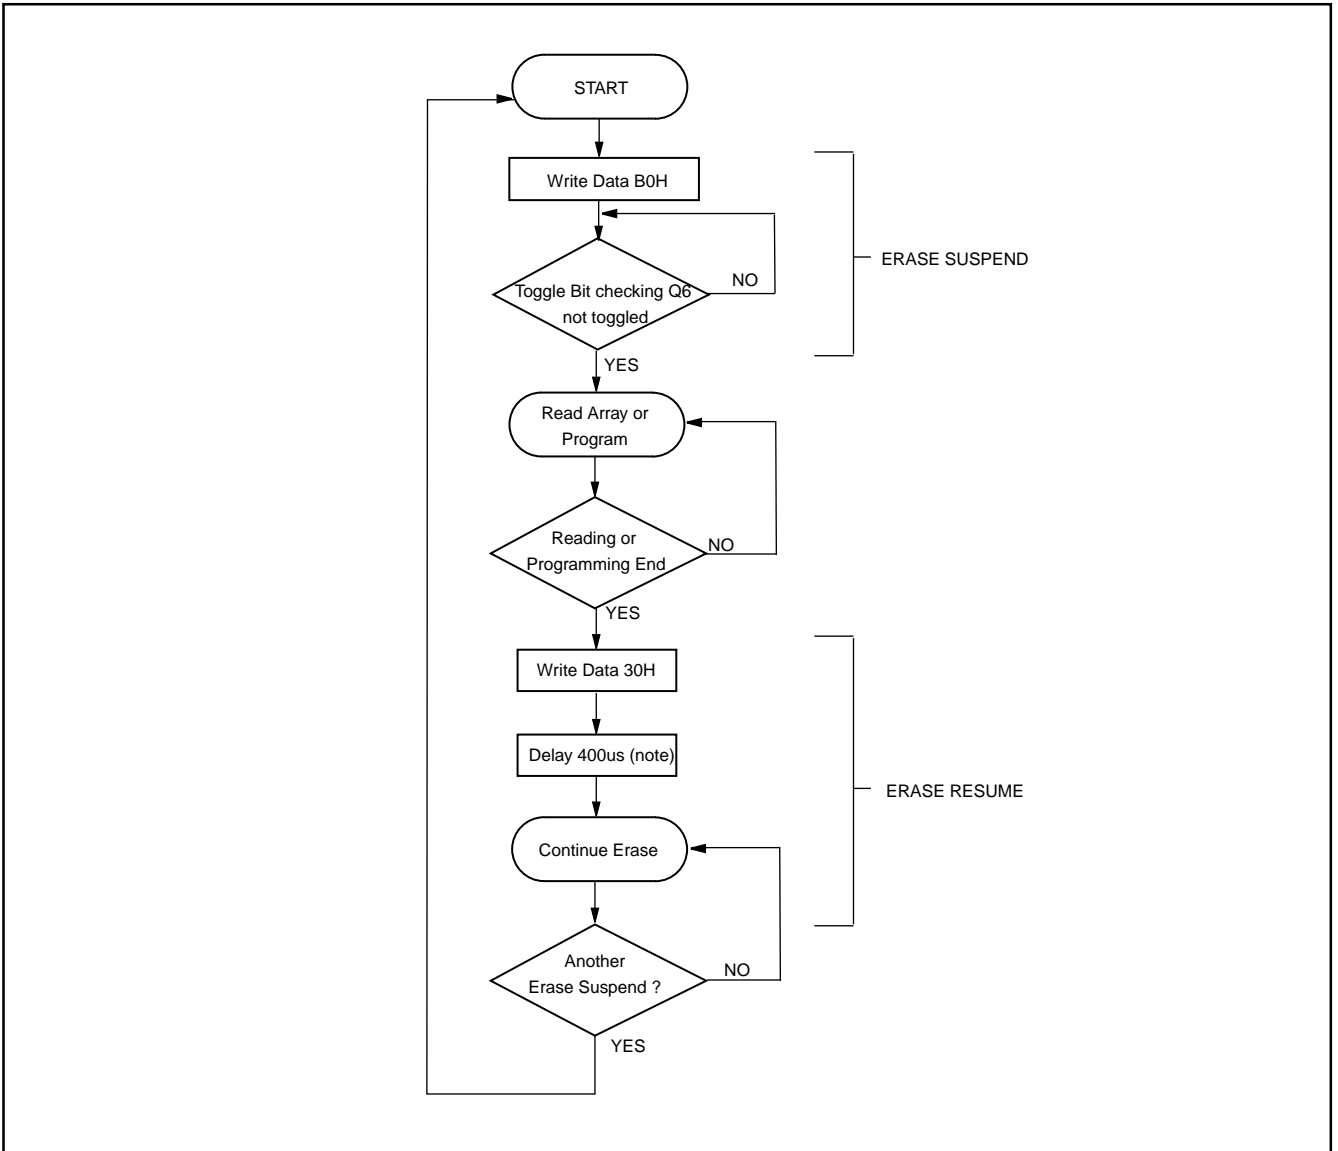 START
Write Data B0H
ERASE SUSPEND
Toggle Bit checking Q6
not toggled
NO
YES
Read Array or
Program
Reading or
Programming End
NO
YES
Write Data 30H
Delay 400us (note)
ERASE RESUME
Continue Erase
Another
Erase Suspend ?
NO
YES